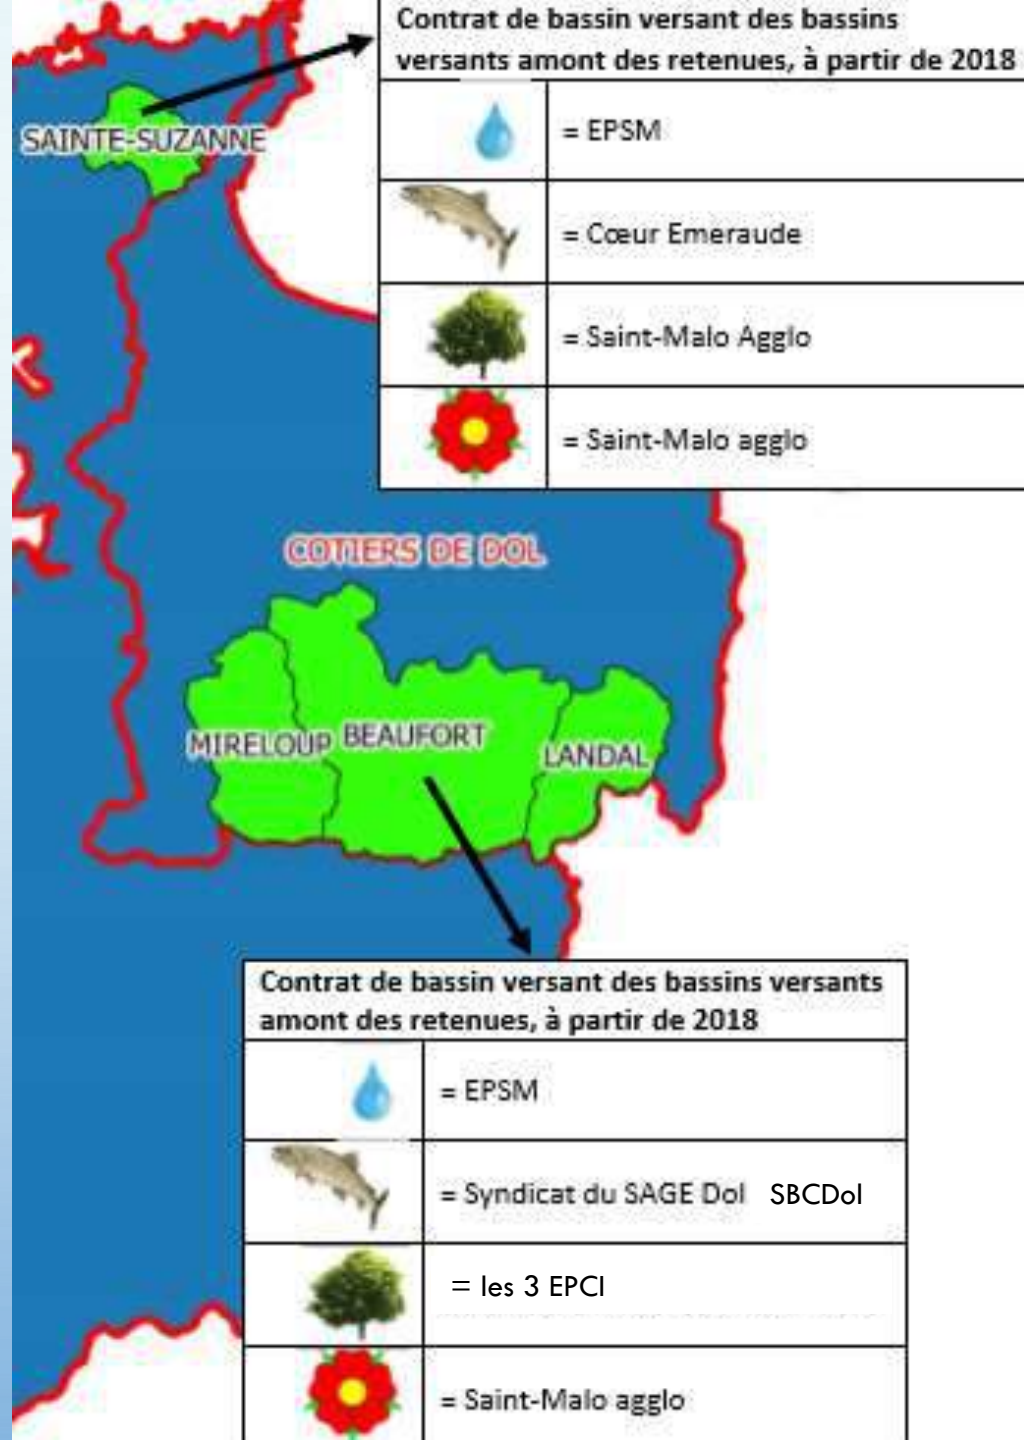 Contrat de bassin versant des bassins
versants amont des retenues, à partir de 2018
= EPSM
= Cœur Emeraude
= Saint-Malo Agglo
= Saint-Malo agglo
SAINTE-SUZANNE
COTIERS DE DOL
MIRELOUP
BEAUFORT
LANDAL
Contrat de bassin versant des bassins versants
amont des retenues, à partir de 2018
= EPSM
= Syndicat du SAGE Dol SBCDol
= les 3 EPCI
= Saint-Malo agglo